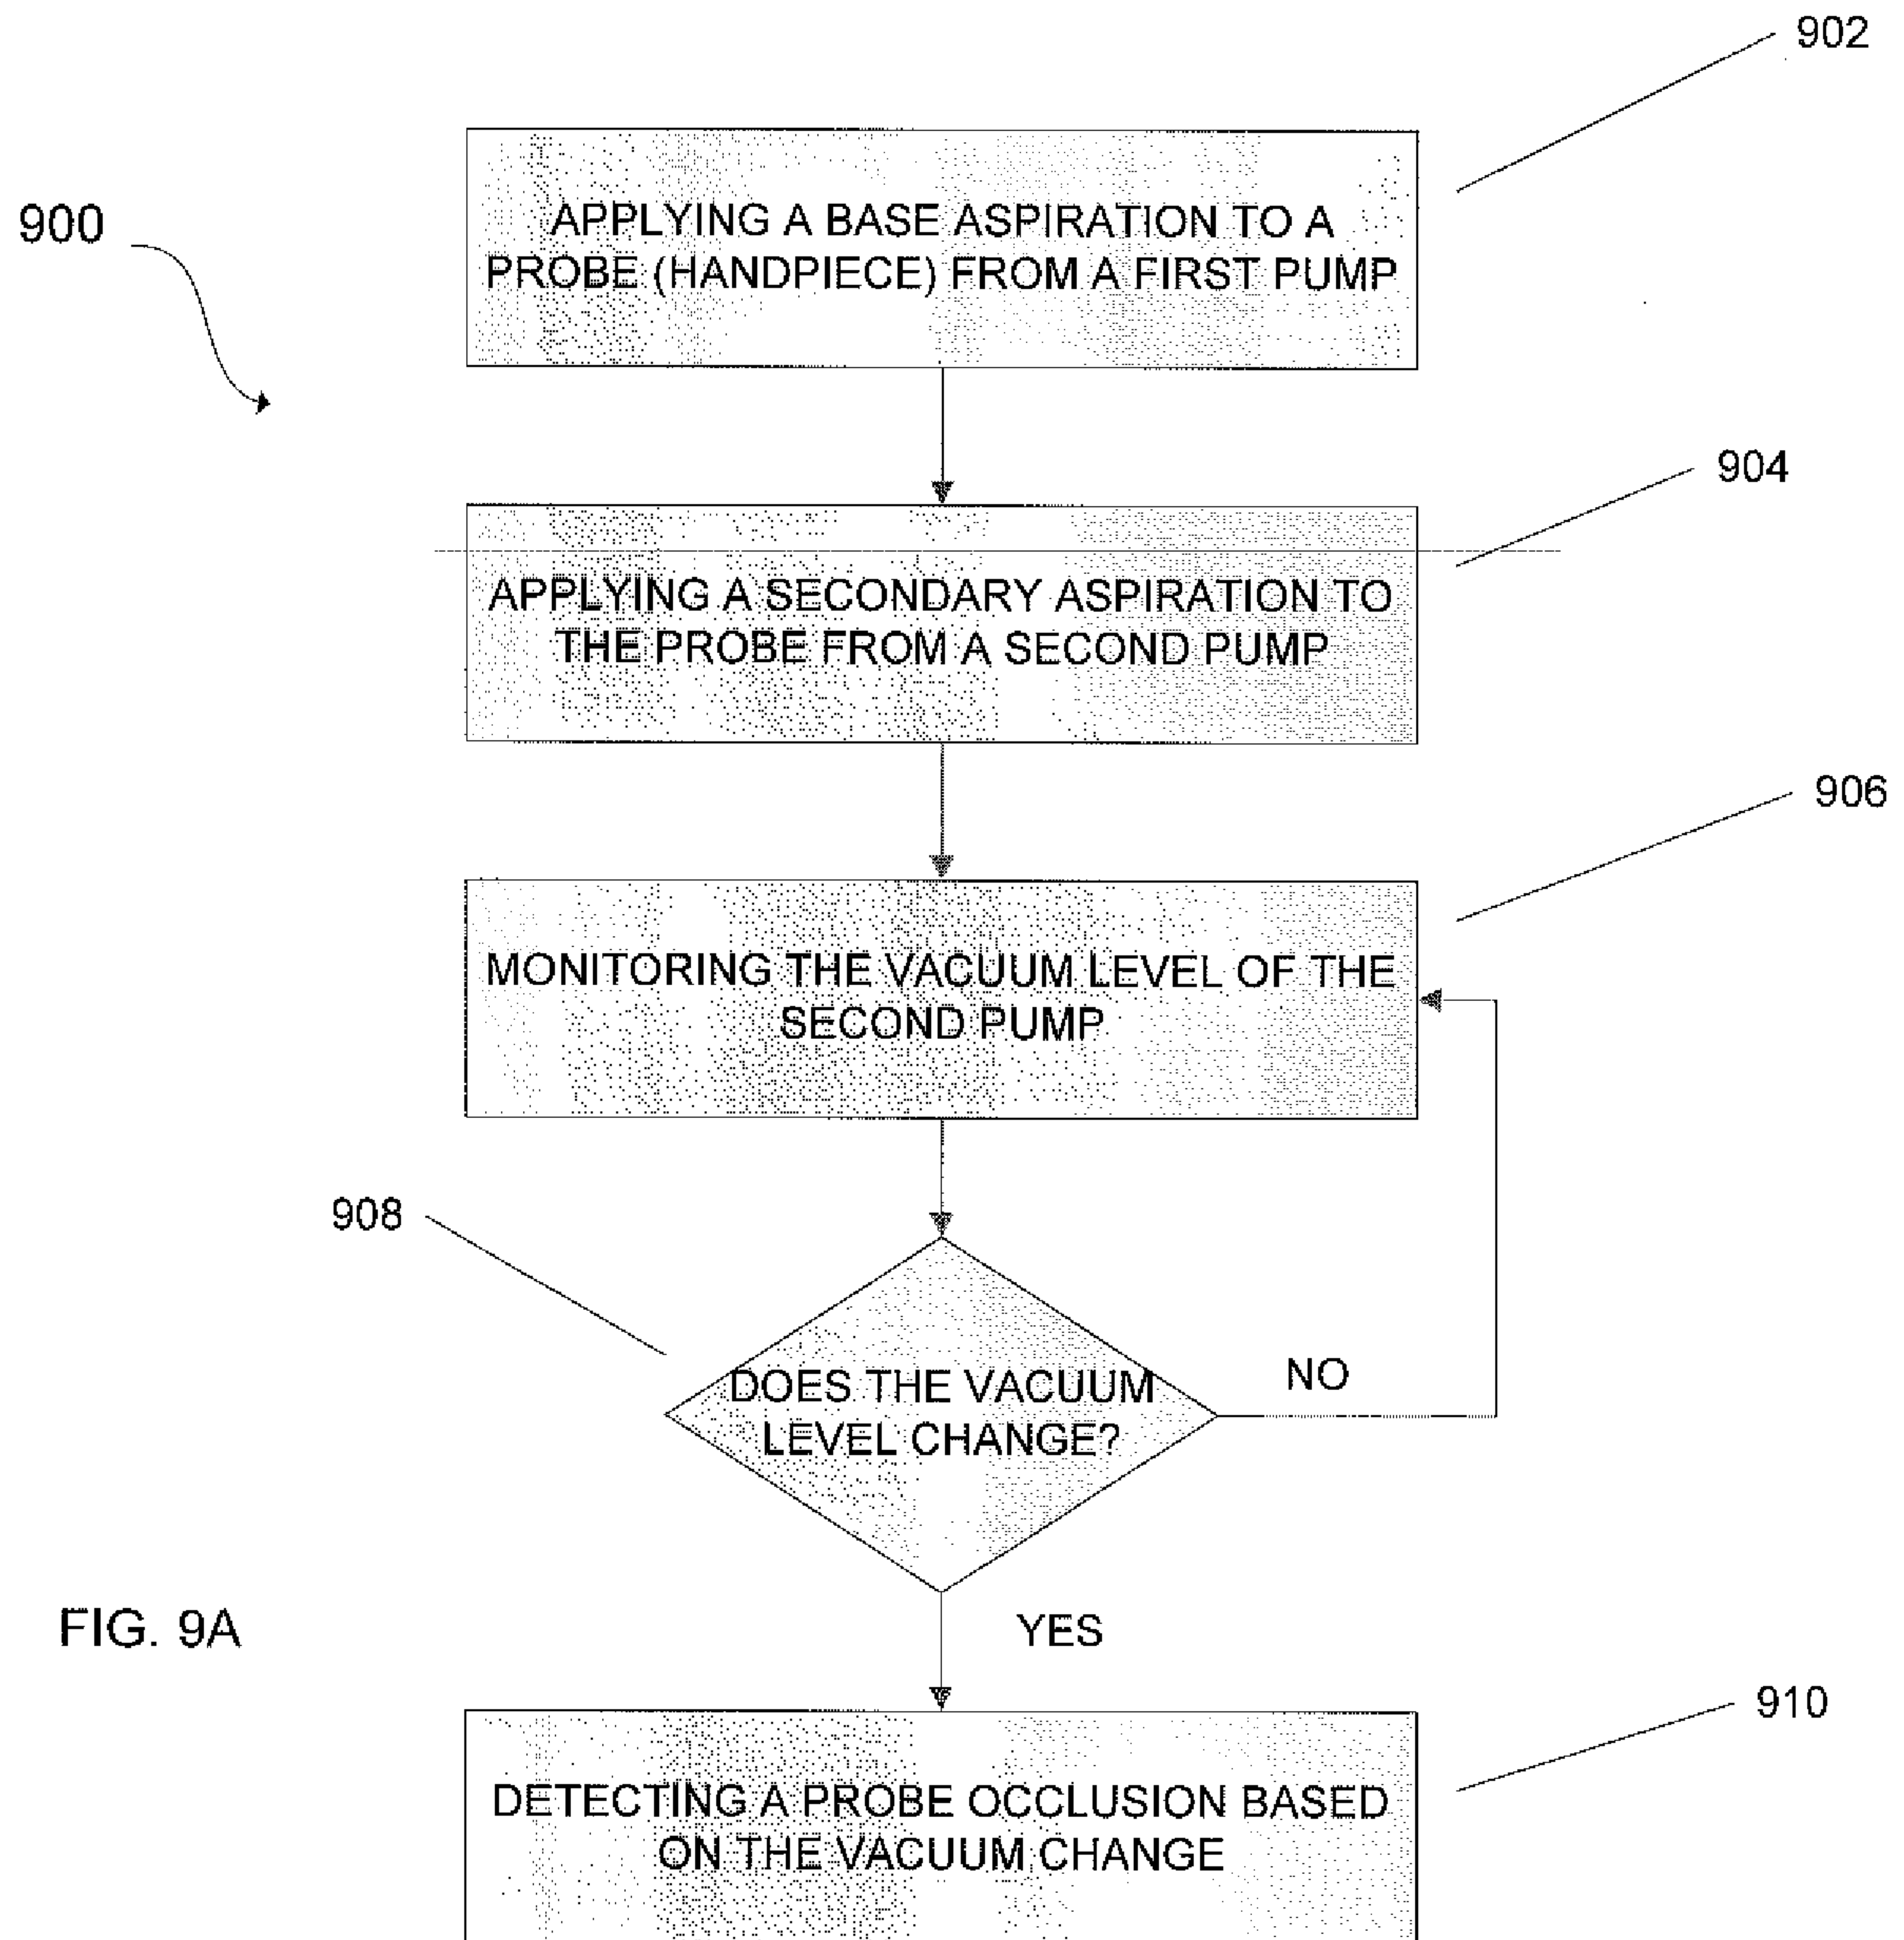 902
900
APPLYING A BASE ASPIRATION TO A
PROBE (HANDPIECE) FROM A FIRST PUMP
904
APPLYING A SECONDARY ASPIRATION TO
THE PROBE FROM A SECOND PUMP
906
MONITORING THE VACUUM LEVEL OF THE
SECOND PUMP
908
DOES THE VACUUM
LEVEL CHANGE?
NO
YES
FIG. 9A
910
DETECTING A PROBE OCCLUSION BASED
ON THE VACUUM CHANGE